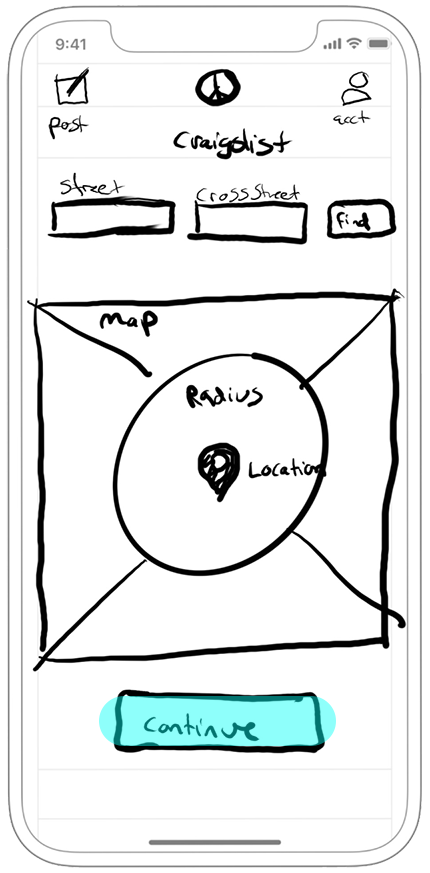 9:41
post
acct
Craigslist
Street
CrossStreet
Find
Map
Radius
Location
Continue